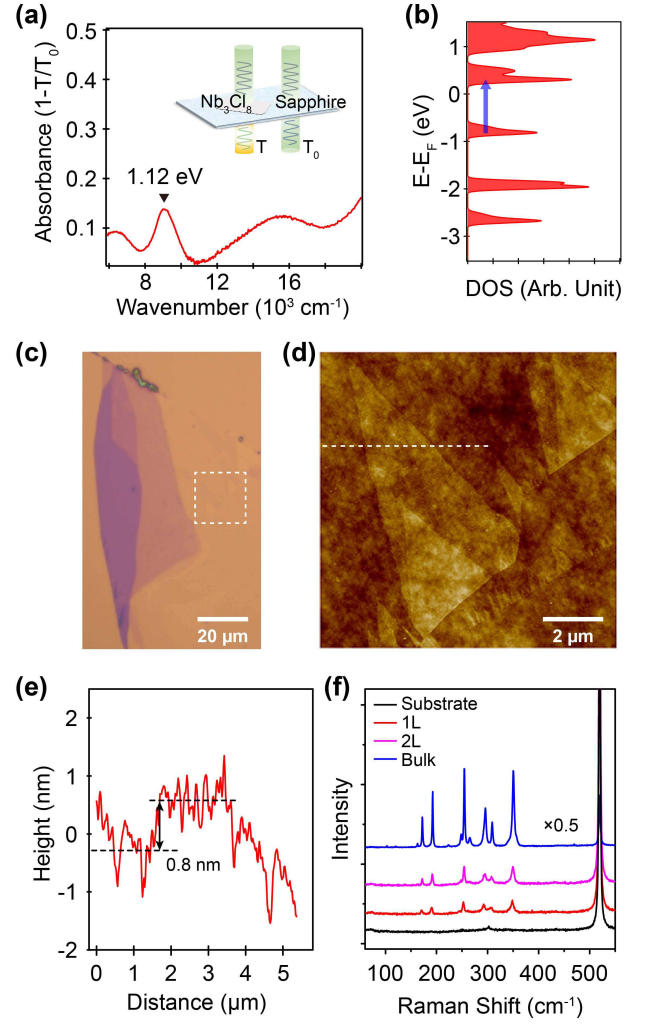 (a)
0.5
0.4
0.3
0.2
0.1
Absorbance (1-T/T₀)
Nb₃Cl₈
Sapphire
T
T₀
1.12 eV
8
12
16
Wavenumber (10³ cm⁻¹)
(b)
1
0
-1
-2
-3
E-E_F (eV)
DOS (Arb. Unit)
(c)
20 μm
(d)
2 μm
(e)
2
1
0
-1
-2
Height (nm)
0.8 nm
0
1
2
3
4
5
Distance (μm)
(f)
Substrate
1L
2L
Bulk
×0.5
Intensity
100
200
300
400
500
Raman Shift (cm⁻¹)